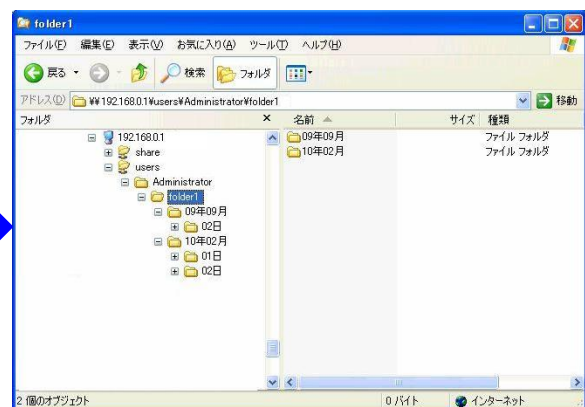 folder1
ファイル(F) 編集(E) 表示(V) お気に入り(A) ツール(T) ヘルプ(H)
戻る 検索 フォルダ
アドレス(D) ¥¥192.168.0.1¥users¥Administrator¥folder1 移動
フォルダ × 名前 サイズ 種類
192.168.0.1
share
users
Administrator
folder1
09年09月
02日
10年02月
01日
02日
09年09月 ファイル フォルダ
10年02月 ファイル フォルダ
2 個のオブジェクト 0 バイト インターネット